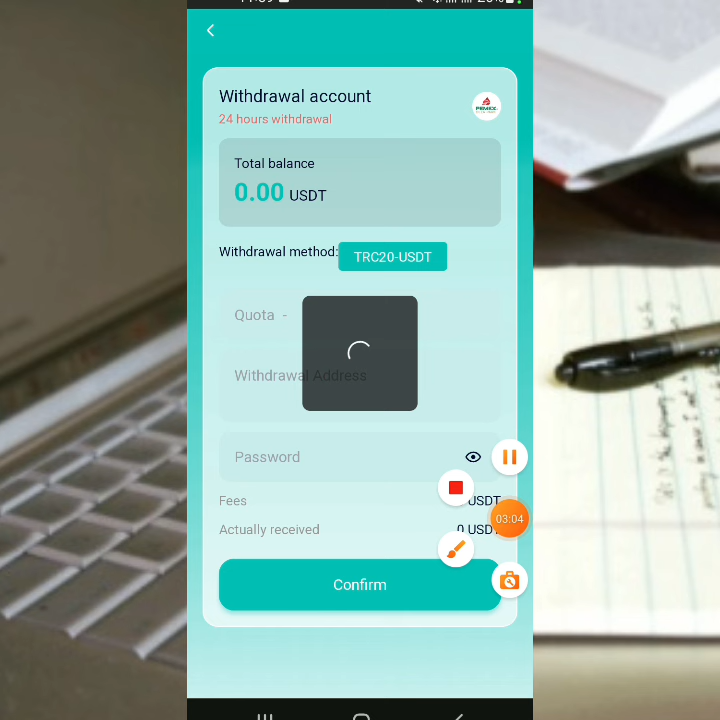 Withdrawal account
24 hours withdrawal
PEMEX
Total balance
0.00 USDT
Withdrawal method: TRC20-USDT
Quota -
Withdrawal Address
Password
Fees USDT
Actually received 0 USDT
03:04
Confirm